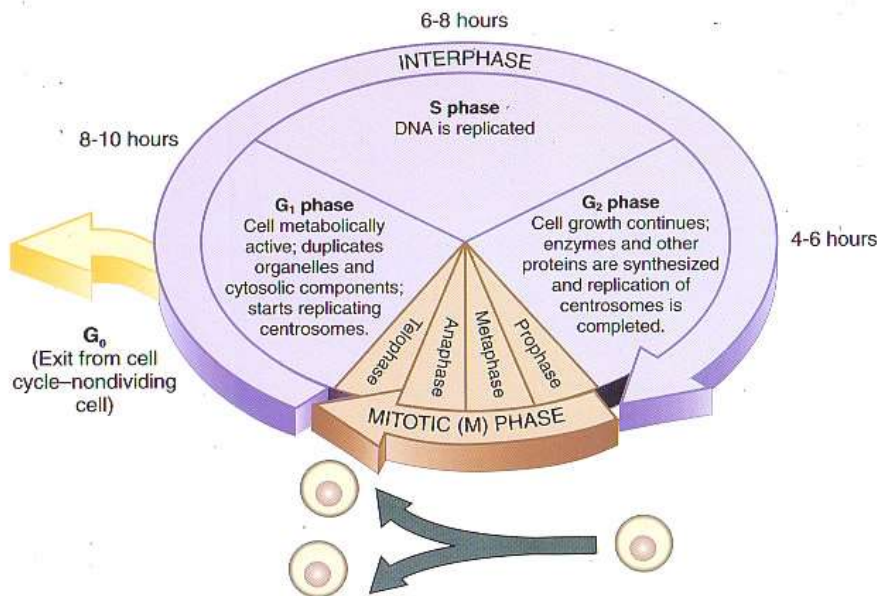 6-8 hours
INTERPHASE
S phase
DNA is replicated
8-10 hours
G₁ phase
Cell metabolically
active; duplicates
organelles and
cytosolic components;
starts replicating
centrosomes.
G₂ phase
Cell growth continues;
enzymes and other
proteins are synthesized
and replication of
centrosomes is
completed.
4-6 hours
G₀
(Exit from cell
cycle–nondividing
cell)
Telophase
Anaphase
Metaphase
Prophase
MITOTIC (M) PHASE